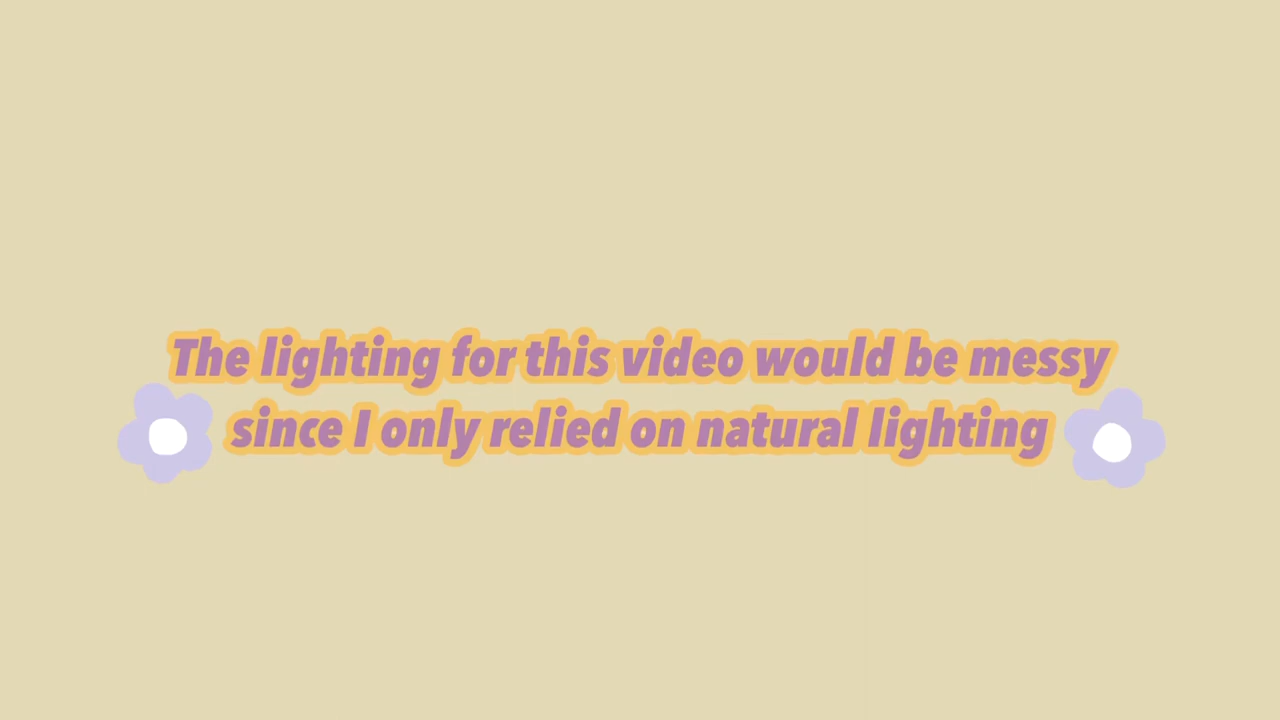 The lighting for this video would be messy
since I only relied on natural lighting